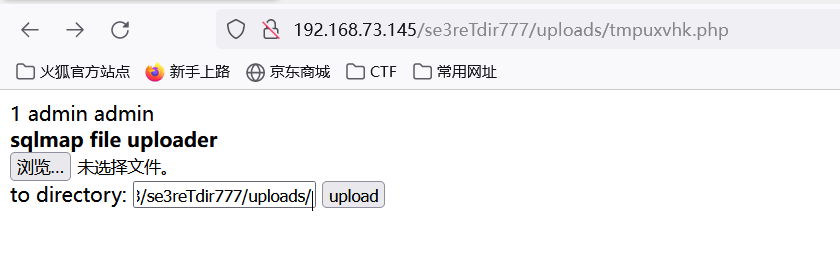 192.168.73.145/se3reTdir777/uploads/tmpuxvhk.php
火狐官方站点 新手上路 京东商城 CTF 常用网址
1 admin admin
sqlmap file uploader
浏览... 未选择文件。
to directory: /se3reTdir777/uploads/ upload